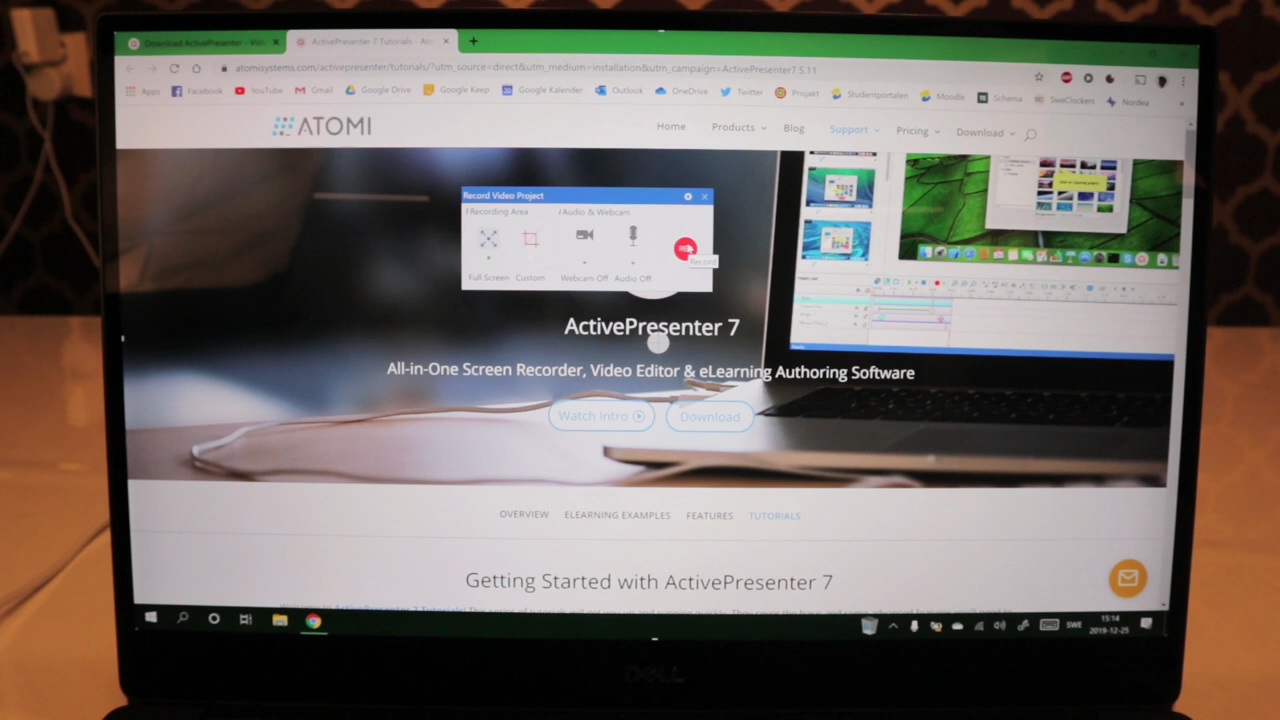 Download ActivePresenter - Vide
ActivePresenter 7 Tutorials - Ato
atomisystems.com/activepresenter/tutorials/?utm_source=direct&utm_medium=installation&utm_campaign=ActivePresenter7.5.11
Apps Facebook YouTube Gmail Google Drive Google Keep Google Kalender Outlook OneDrive Twitter Projekt Studentportalen Moodle Schema SweClockers Nordea
ATOMI
Home Products Blog Support Pricing Download
Record Video Project
Recording Area Audio & Webcam
REC
Record
Full Screen Custom Webcam Off Audio Off
ActivePresenter 7
All-in-One Screen Recorder, Video Editor & eLearning Authoring Software
Watch Intro Download
OVERVIEW ELEARNING EXAMPLES FEATURES TUTORIALS
Getting Started with ActivePresenter 7
SWE
15:14
2019-12-25
DELL